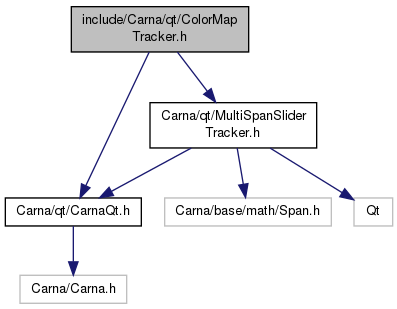 include/Carna/qt/ColorMap
Tracker.h
Carna/qt/MultiSpanSlider
Tracker.h
Carna/qt/CarnaQt.h
Carna/base/math/Span.h
Qt
Carna/Carna.h